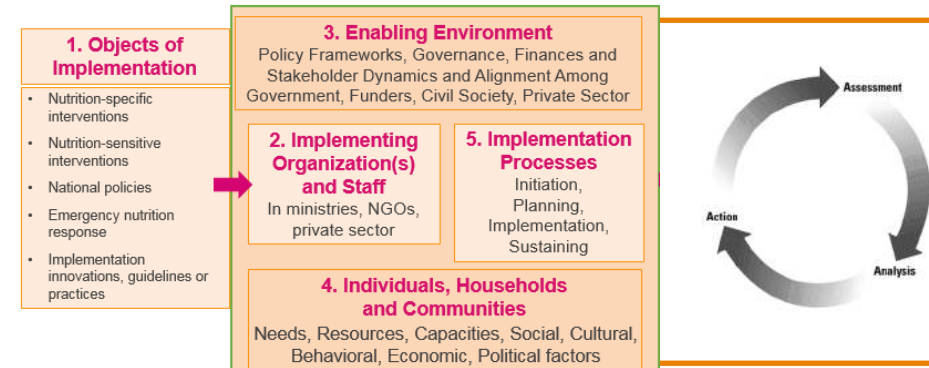 1. Objects of
Implementation
• Nutrition-specific
interventions
• Nutrition-sensitive
interventions
• National policies
• Emergency nutrition
response
• Implementation
innovations, guidelines or
practices
3. Enabling Environment
Policy Frameworks, Governance, Finances and
Stakeholder Dynamics and Alignment Among
Government, Funders, Civil Society, Private Sector
2. Implementing
Organization(s)
and Staff
In ministries, NGOs,
private sector
5. Implementation
Processes
Initiation,
Planning,
Implementation,
Sustaining
4. Individuals, Households
and Communities
Needs, Resources, Capacities, Social, Cultural,
Behavioral, Economic, Political factors
Assessment
Analysis
Action